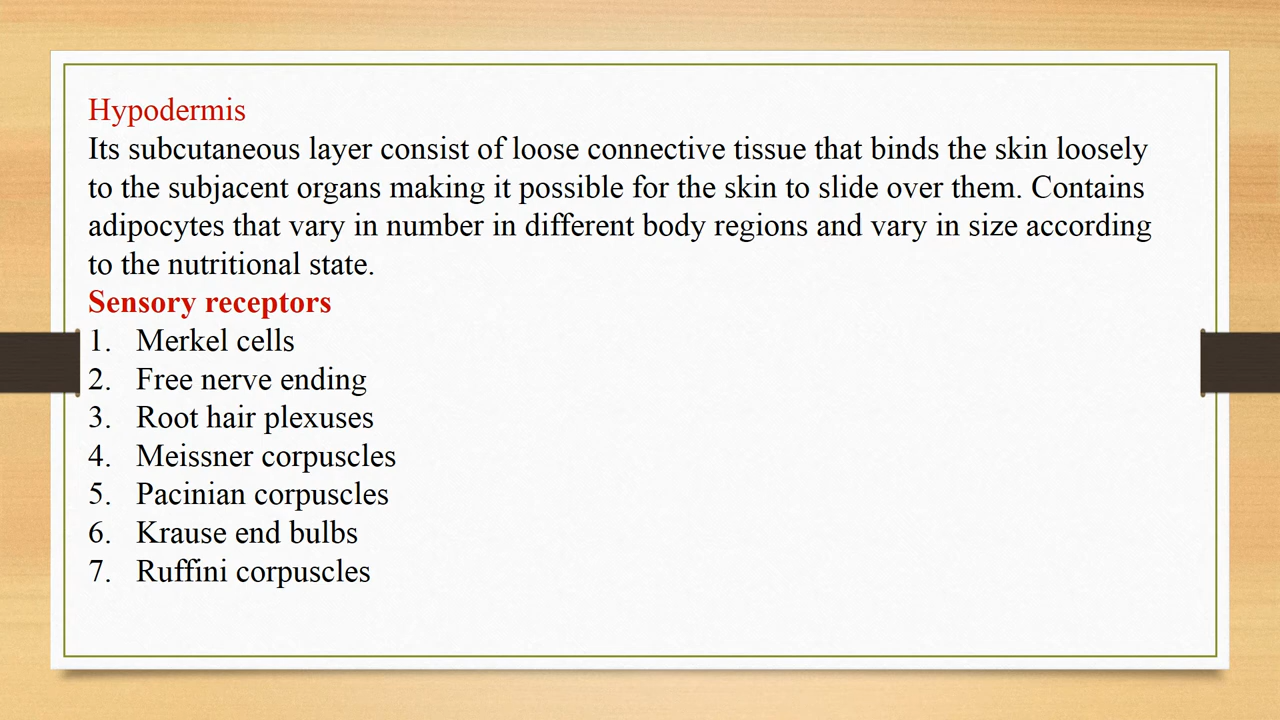 Hypodermis
Its subcutaneous layer consist of loose connective tissue that binds the skin loosely
to the subjacent organs making it possible for the skin to slide over them. Contains
adipocytes that vary in number in different body regions and vary in size according
to the nutritional state.
Sensory receptors
1. Merkel cells
2. Free nerve ending
3. Root hair plexuses
4. Meissner corpuscles
5. Pacinian corpuscles
6. Krause end bulbs
7. Ruffini corpuscles